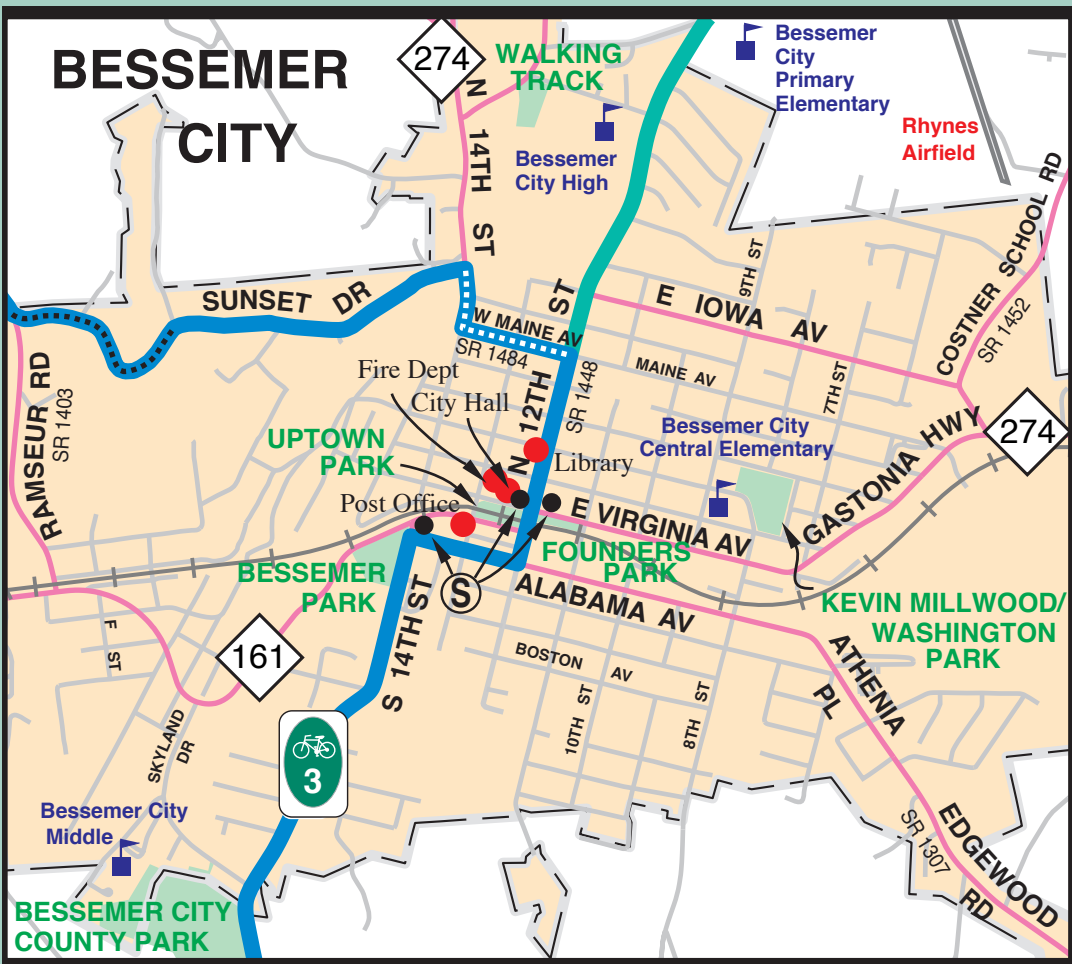 BESSEMER
CITY
274
N 14TH ST
WALKING
TRACK
Bessemer
City High
Bessemer
City
Primary
Elementary
Rhynes
Airfield
COSTNER SCHOOL RD
SR 1452
9TH ST
E IOWA AV
SUNSET DR
W MAINE AV
SR 1484
N 12TH ST
SR 1448
MAINE AV
7TH ST
RAMSEUR RD
SR 1403
Fire Dept
City Hall
Library
UPTOWN
PARK
Post Office
Bessemer City
Central Elementary
GASTONIA HWY
274
E VIRGINIA AV
FOUNDERS
PARK
BESSEMER
PARK
S
ALABAMA AV
KEVIN MILLWOOD/
WASHINGTON
PARK
F ST
161
S 14TH ST
BOSTON AV
10TH ST
8TH ST
ATHENIA
PL
SKYLAND
DR
3
Bessemer City
Middle
SR 1307
EDGEWOOD
RD
BESSEMER CITY
COUNTY PARK